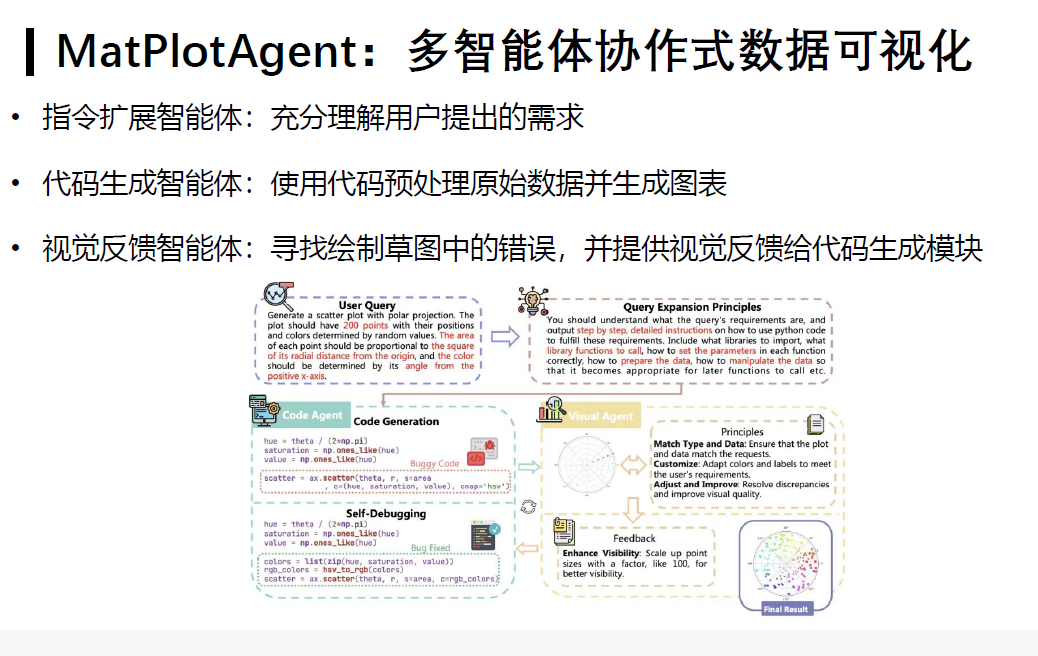 MatPlotAgent：多智能体协作式数据可视化
• 指令扩展智能体：充分理解用户提出的需求
• 代码生成智能体：使用代码预处理原始数据并生成图表
• 视觉反馈智能体：寻找绘制草图中的错误，并提供视觉反馈给代码生成模块
User Query
Generate a scatter plot with polar projection. The
plot should have 200 points with their positions
and colors determined by random values. The area
of each point should be proportional to the square
of its radial distance from the origin, and the color
should be determined by its angle from the
positive x-axis.
Query Expansion Principles
'You should understand what the query's requirements are, and
output step by step, detailed instructions on how to use python code
to fulfill these requirements. Include what libraries to import, what
library functions to call, how to set the parameters in each function
correctly, how to prepare the data, how to manipulate the data so
that it becomes appropriate for later functions to call etc.
Code Agent
Code Generation
hue = theta / (2*np.pi)
saturation = np.ones_like(hue)
value = np.ones_like(hue)
Buggy Code
scatter = ax.scatter(theta, r, s=area
, c=(hue, saturation, value), cmap='hsv')
Self-Debugging
hue = theta / (2*np.pi)
saturation = np.ones_like(hue)
value = np.ones_like(hue)
Bug Fixed
colors = list(zip(hue, saturation, value))
rgb_colors = hsv_to_rgb(colors)
scatter = ax.scatter(theta, r, s=area, c=rgb_colors)
Visual Agent
Principles
Match Type and Data: Ensure that the plot
and data match the requests.
Customize: Adapt colors and labels to meet
the user's requirements.
Adjust and Improve: Resolve discrepancies
and improve visual quality.
Feedback
Enhance Visibility: Scale up point
sizes with a factor, like 100, for
better visibility.
Final Result